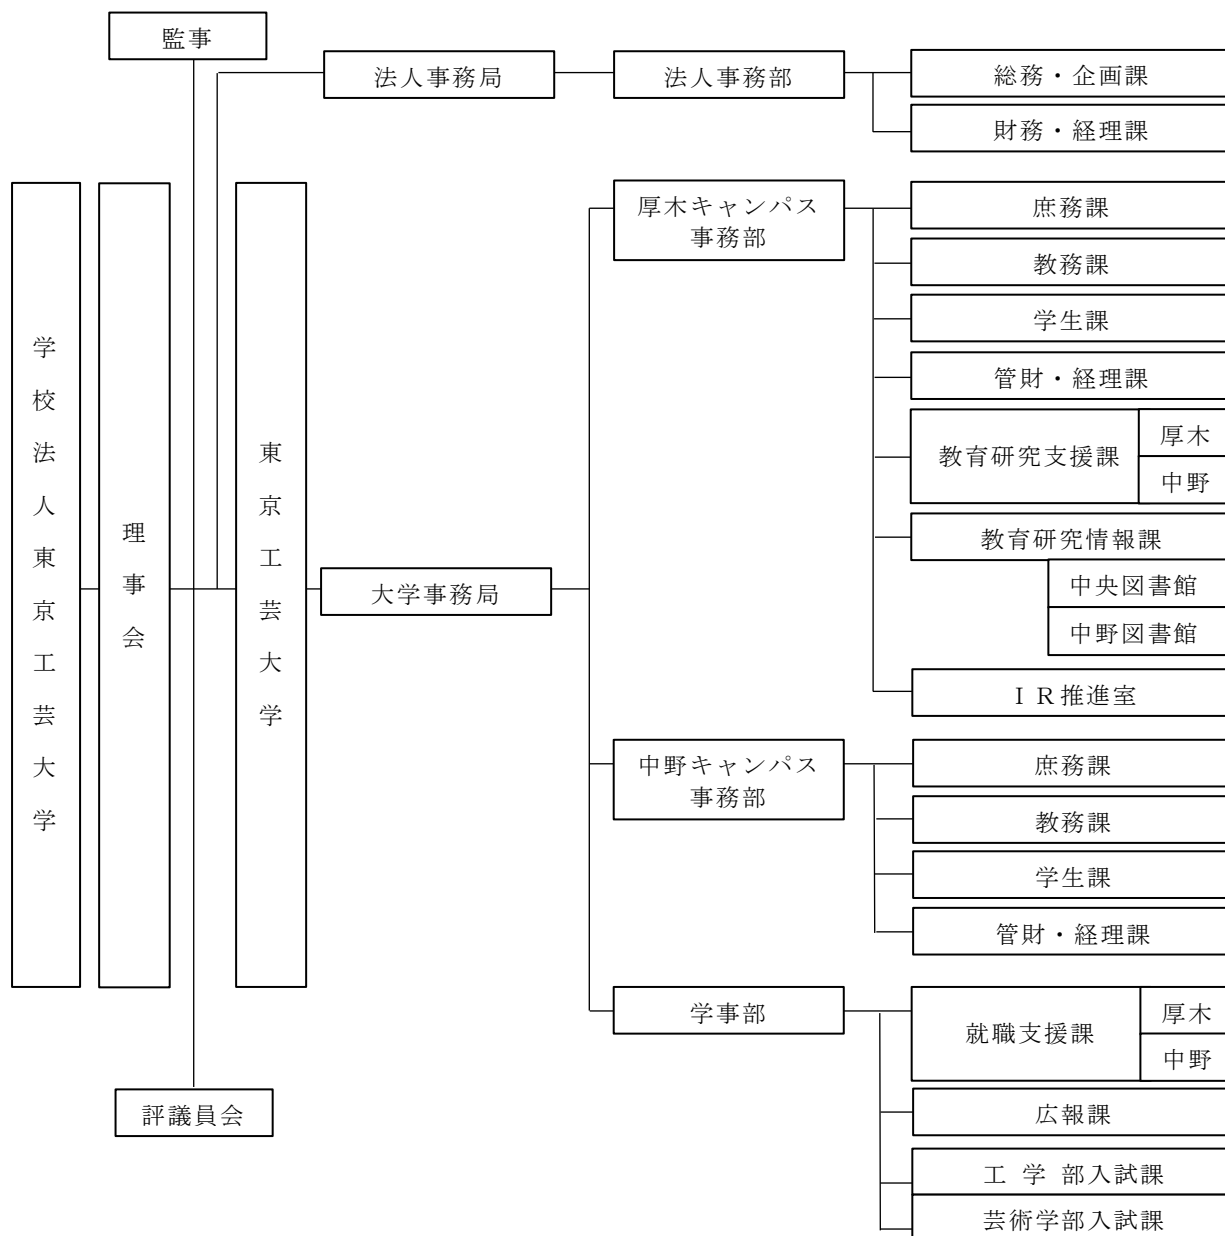 監事
法人事務局
法人事務部
総務・企画課
財務・経理課
学校法人東京工芸大学
理事会
東京工芸大学
大学事務局
評議員会
厚木キャンパス
事務部
庶務課
教務課
学生課
管財・経理課
教育研究支援課
厚木
中野
教育研究情報課
中央図書館
中野図書館
ＩＲ推進室
中野キャンパス
事務部
庶務課
教務課
学生課
管財・経理課
学事部
就職支援課
厚木
中野
広報課
工 学 部入試課
芸術学部入試課